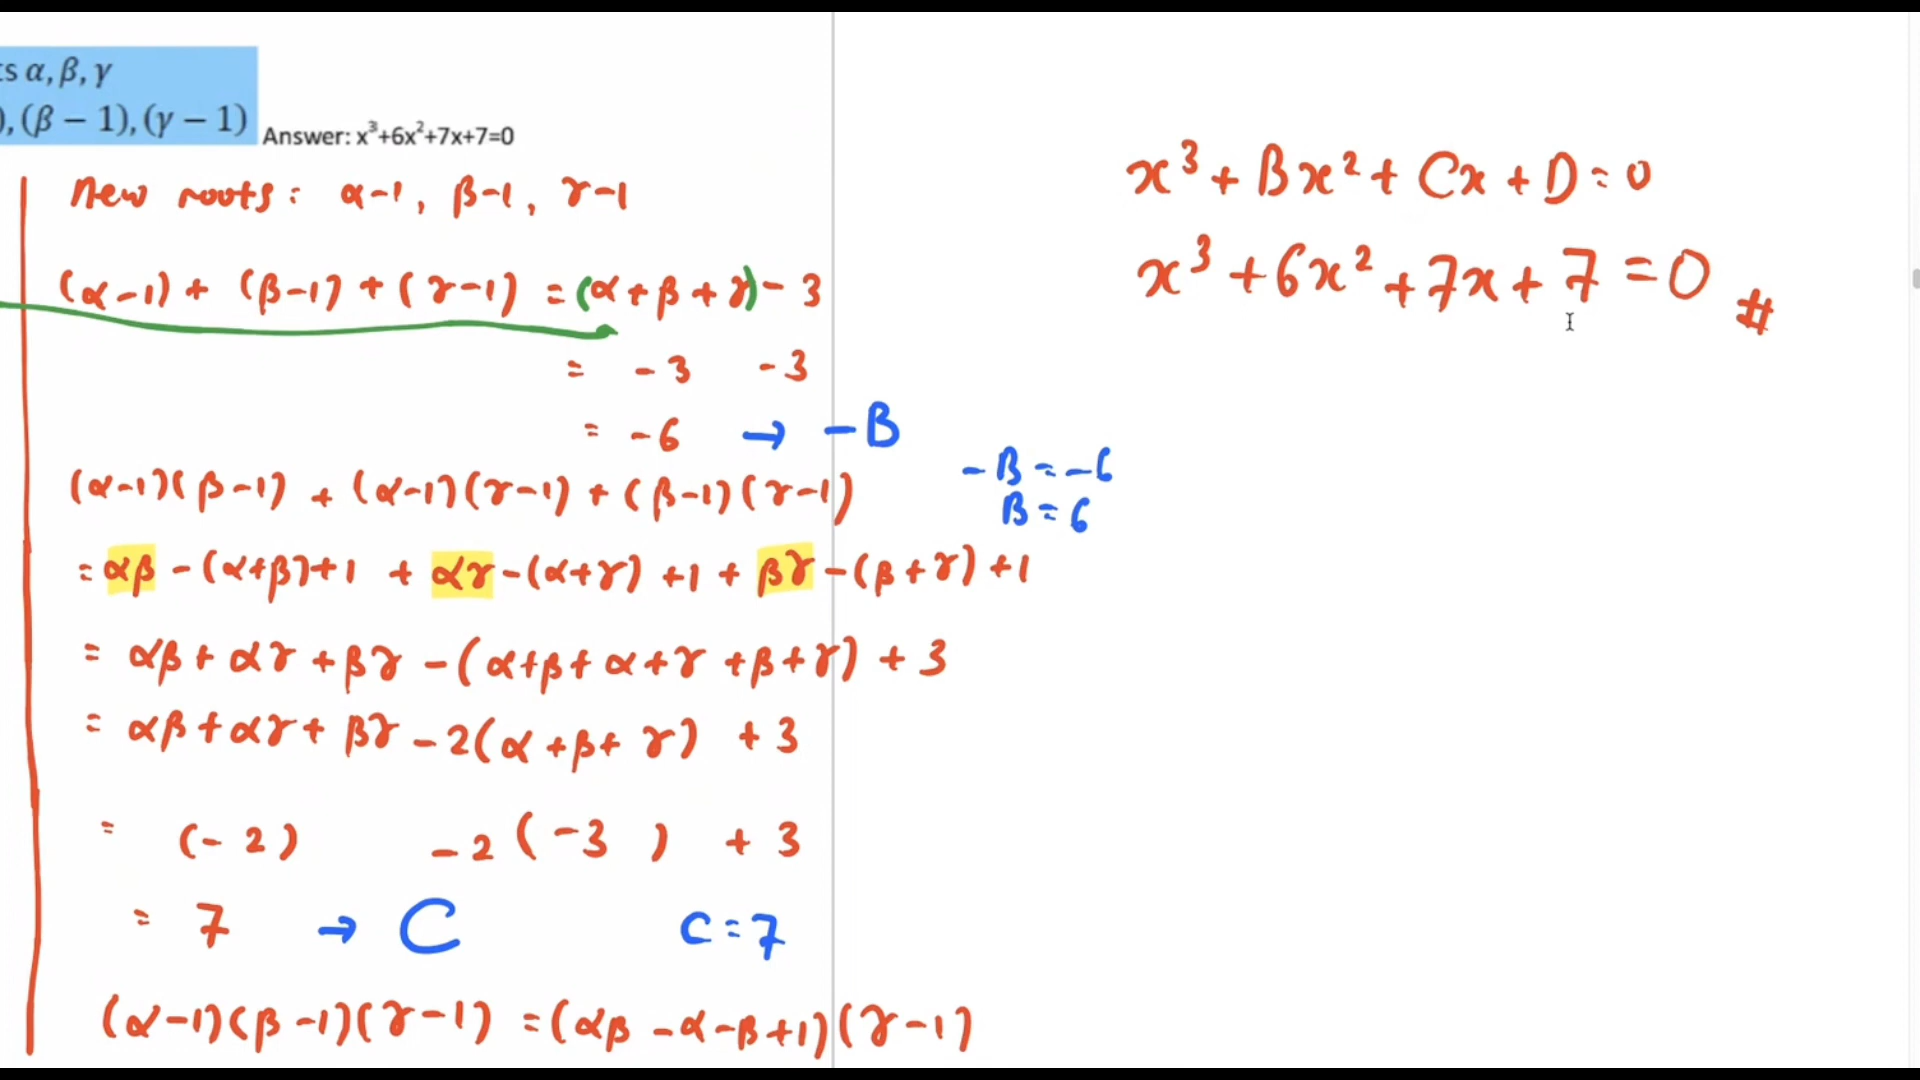 s α, β, γ
), (β − 1), (γ − 1)
Answer: x³+6x²+7x+7=0
New roots: α-1, β-1, γ-1
(α-1) + (β-1) + (γ-1) = (α+β+γ) - 3
= -3 -3
= -6 → -B
-B = -6
B = 6
(α-1)(β-1) + (α-1)(γ-1) + (β-1)(γ-1)
= αβ - (α+β)+1 + αγ - (α+γ) +1 + βγ - (β+γ) +1
= αβ + αγ + βγ - (α+β+α+γ+β+γ) + 3
= αβ + αγ + βγ - 2(α+β+γ) + 3
= (-2) -2(-3) + 3
= 7 → C C = 7
(α-1)(β-1)(γ-1) = (αβ - α - β + 1)(γ-1)
x³ + Bx² + Cx + D = 0
x³ + 6x² + 7x + 7 = 0 #